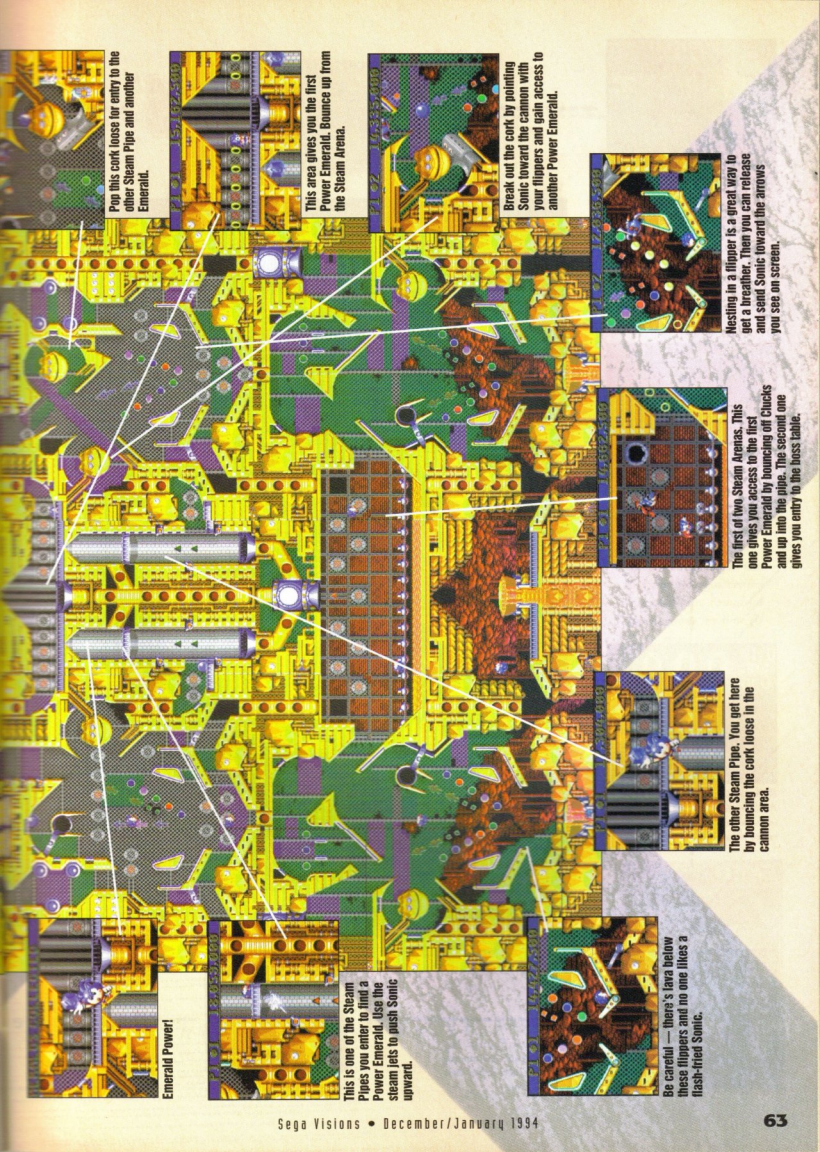 Emerald Power!
This is one of the Steam
Pipes you enter to find a
Power Emerald. Use the
steam jets to push Sonic
upward.
Be careful — there's lava below
these flippers and no one likes a
flash-fried Sonic.
The other Steam Pipe. You get here
by bouncing the cork loose in the
cannon area.
The first of two Steam Arenas. This
one gives you access to the first
Power Emerald by bouncing off Clucks
and up into the pipe. The second one
gives you entry to the boss table.
Nesting in a flipper is a great way to
get a breather. Then you can release
and send Sonic toward the arrows
you see on screen.
Break out the cork by pointing
Sonic toward the cannon with
your flippers and gain access to
another Power Emerald.
This area gives you the first
Power Emerald. Bounce up from
the Steam Arena.
Pop this cork loose for entry to the
other Steam Pipe and another
Emerald.
Sega Visions • December/January 1994
63